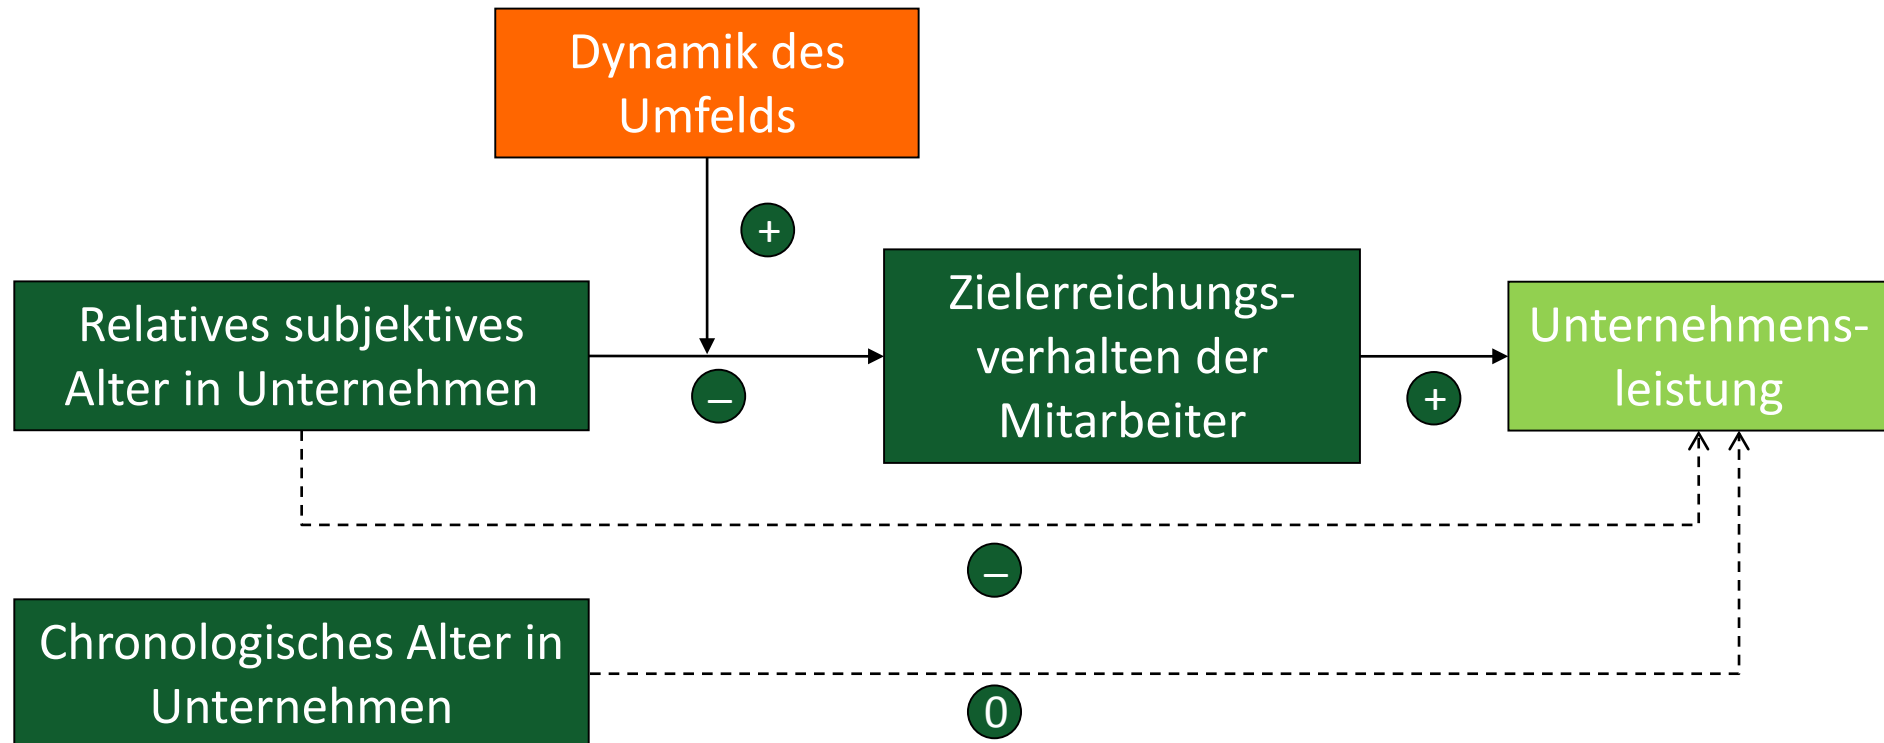 Dynamik des
Umfelds
+
Relatives subjektives
Alter in Unternehmen
–
Zielerreichungs-
verhalten der
Mitarbeiter
+
Unternehmens-
leistung
–
Chronologisches Alter in
Unternehmen
0